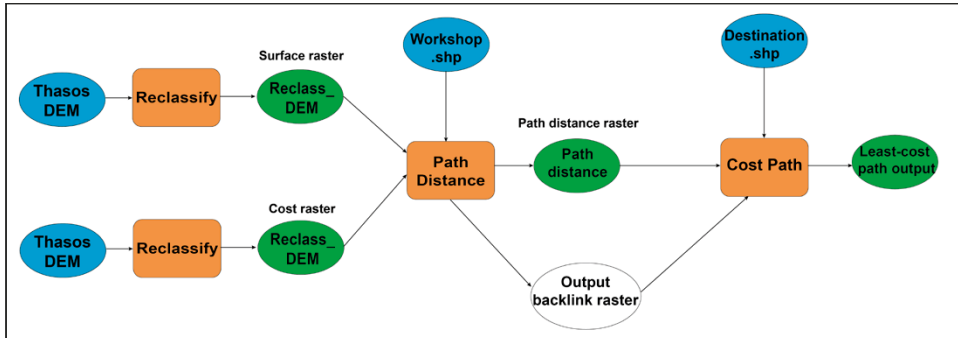 Workshop
.shp
Destination
.shp
Surface raster
Thasos
DEM
Reclassify
Reclass_
DEM
Path distance raster
Path
Distance
Path
distance
Cost Path
Least-cost
path output
Cost raster
Thasos
DEM
Reclassify
Reclass_
DEM
Output
backlink raster